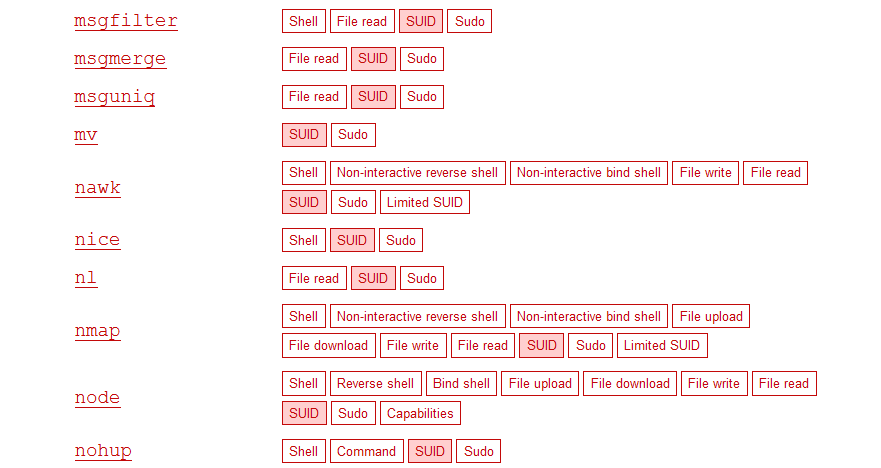 msgfilter Shell File read SUID Sudo
msgmerge File read SUID Sudo
msguniq File read SUID Sudo
mv SUID Sudo
nawk Shell Non-interactive reverse shell Non-interactive bind shell File write File read
SUID Sudo Limited SUID
nice Shell SUID Sudo
nl File read SUID Sudo
nmap Shell Non-interactive reverse shell Non-interactive bind shell File upload
File download File write File read SUID Sudo Limited SUID
node Shell Reverse shell Bind shell File upload File download File write File read
SUID Sudo Capabilities
nohup Shell Command SUID Sudo